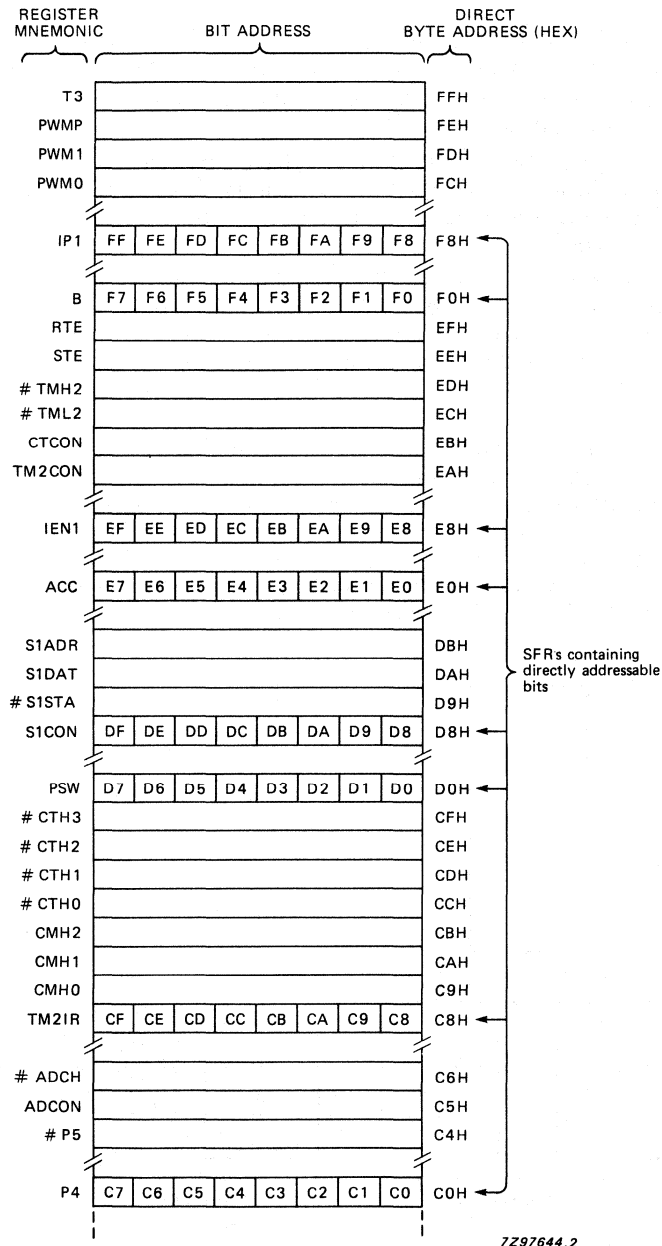 REGISTER MNEMONIC BIT ADDRESS DIRECT BYTE ADDRESS (HEX)
T3 FFH
PWMP FEH
PWM1 FDH
PWM0 FCH
IP1 FF FE FD FC FB FA F9 F8 F8H
B F7 F6 F5 F4 F3 F2 F1 F0 F0H
RTE EFH
STE EEH
# TMH2 EDH
# TML2 ECH
CTCON EBH
TM2CON EAH
IEN1 EF EE ED EC EB EA E9 E8 E8H
ACC E7 E6 E5 E4 E3 E2 E1 E0 E0H
S1ADR DBH
S1DAT DAH
# S1STA D9H
S1CON DF DE DD DC DB DA D9 D8 D8H
SFR's containing
directly addressable
bits
PSW D7 D6 D5 D4 D3 D2 D1 D0 D0H
# CTH3 CFH
# CTH2 CEH
# CTH1 CDH
# CTH0 CCH
CMH2 CBH
CMH1 CAH
CMH0 C9H
TM2IR CF CE CD CC CB CA C9 C8 C8H
# ADCH C6H
ADCON C5H
# P5 C4H
P4 C7 C6 C5 C4 C3 C2 C1 C0 C0H
7Z97644.2